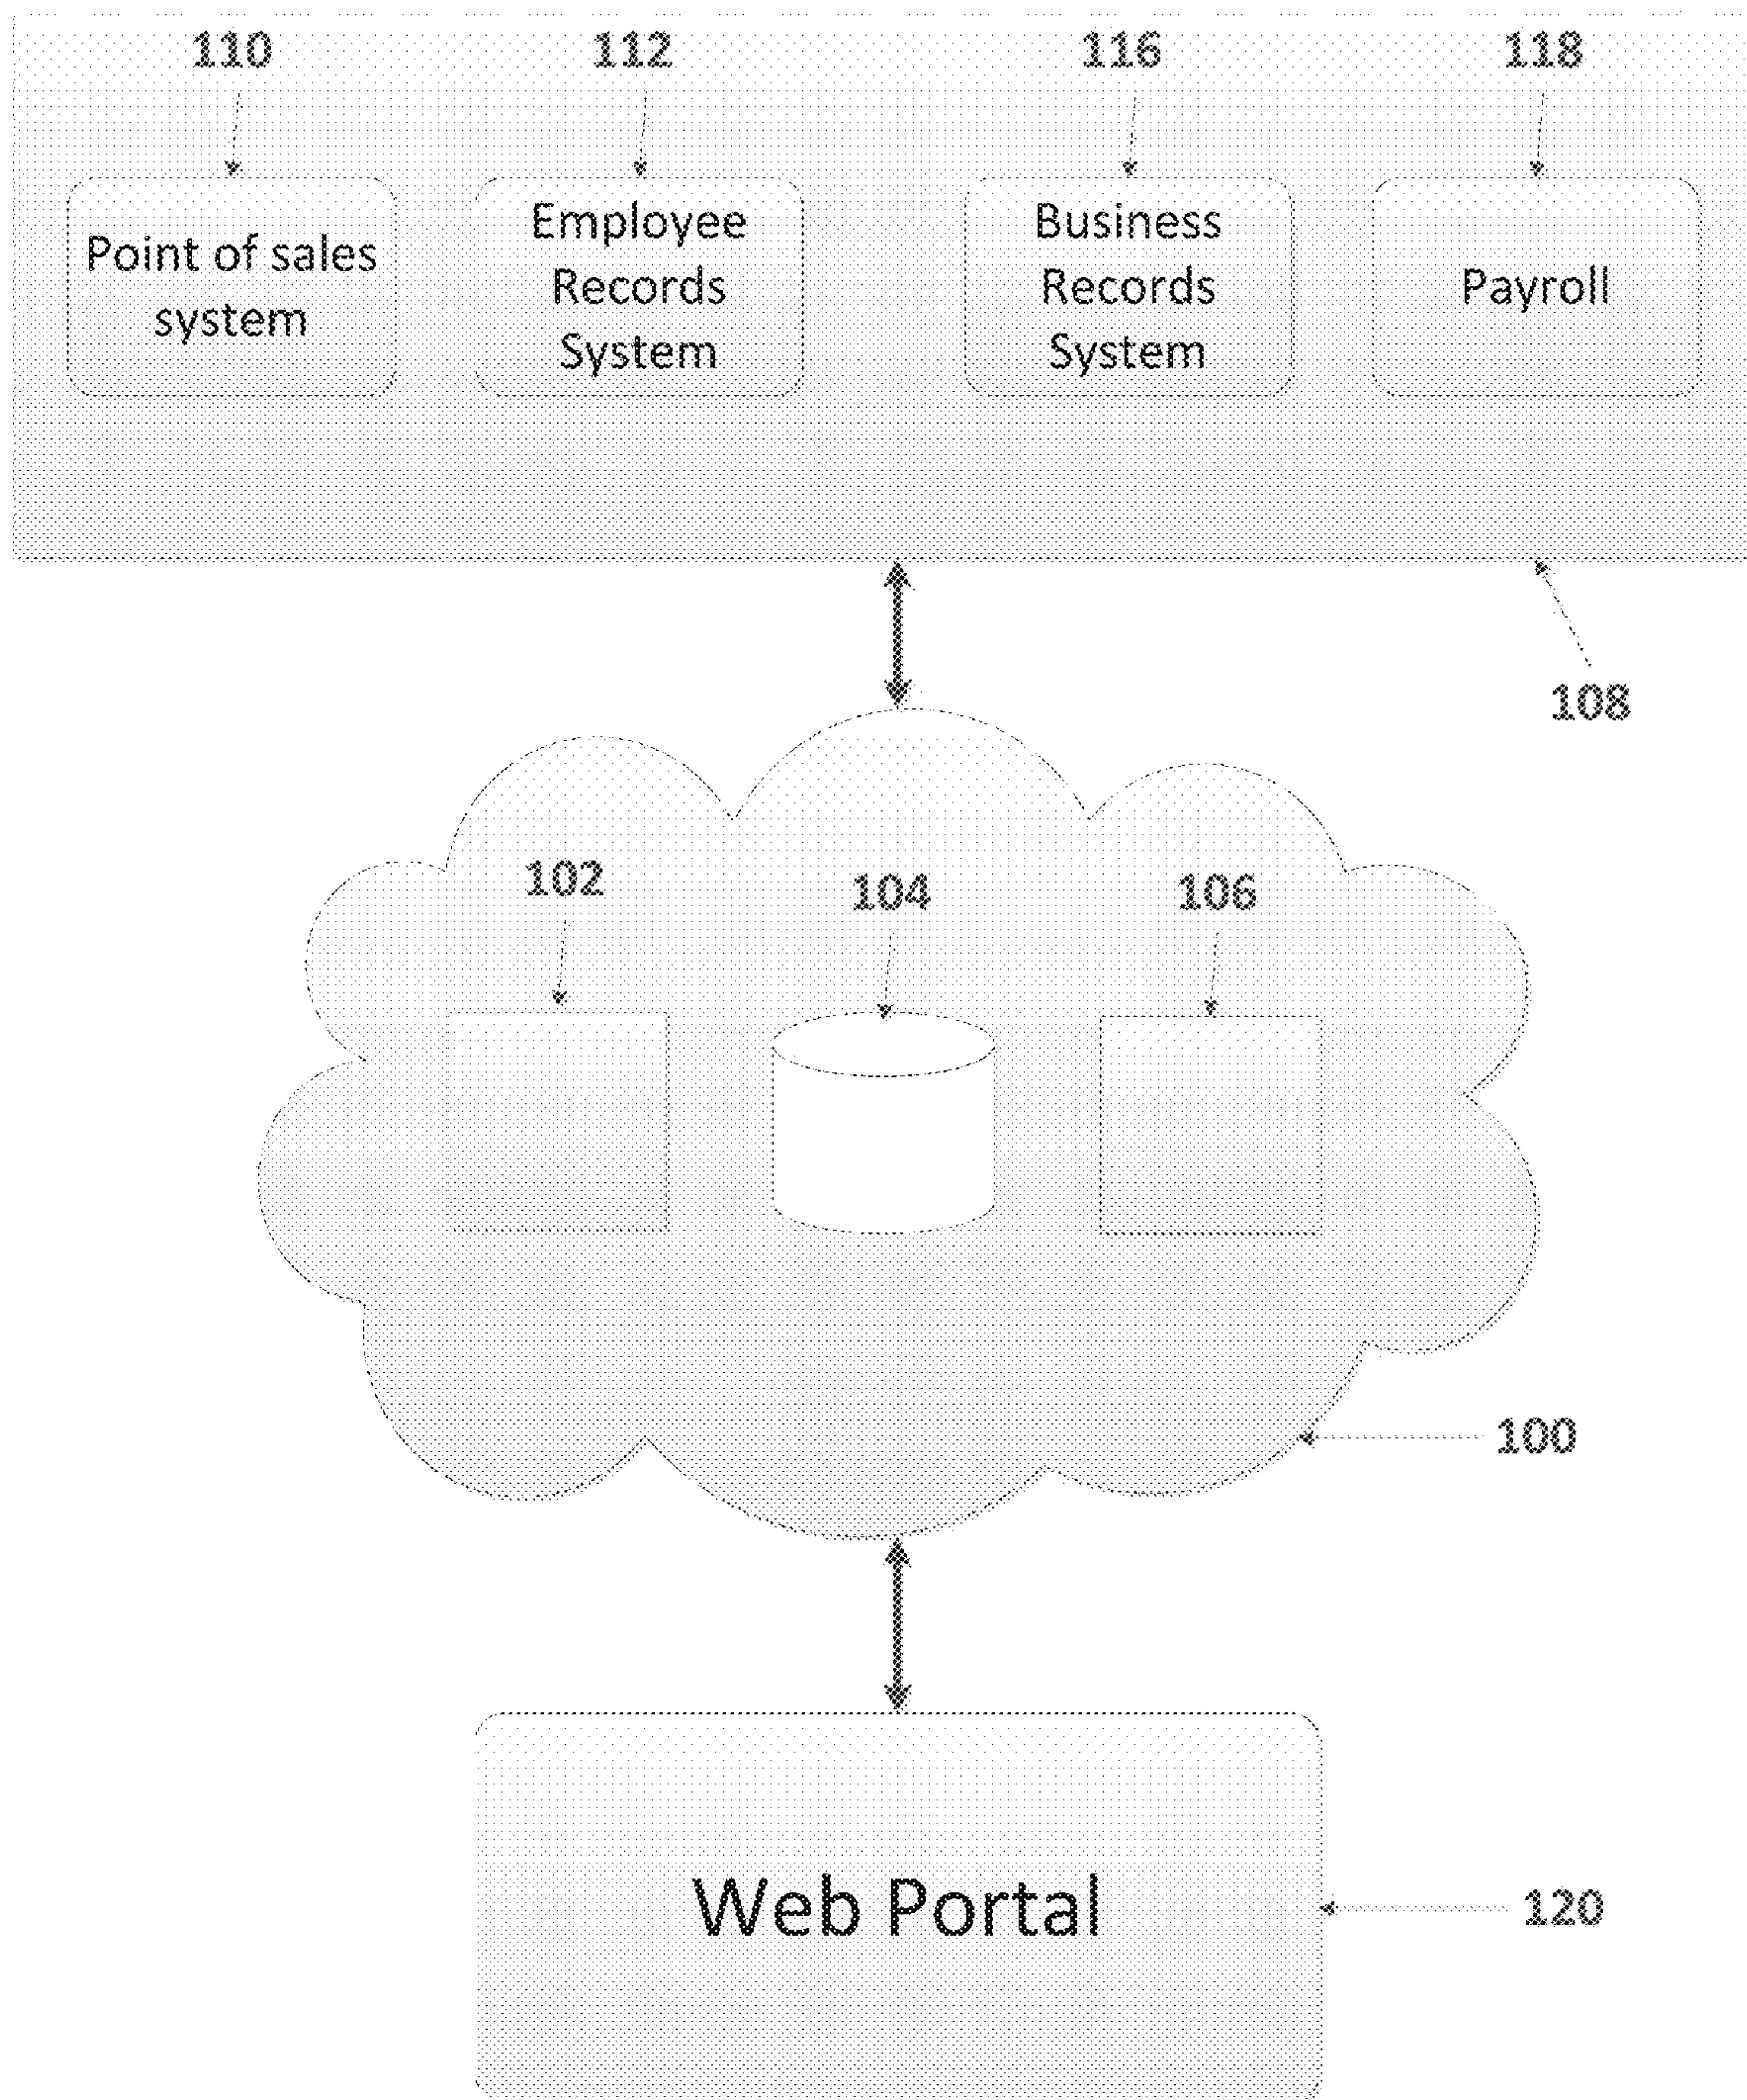 110
112
116
118
Point of sales
system
Employee
Records
System
Business
Records
System
Payroll
108
102
104
106
100
Web Portal
120